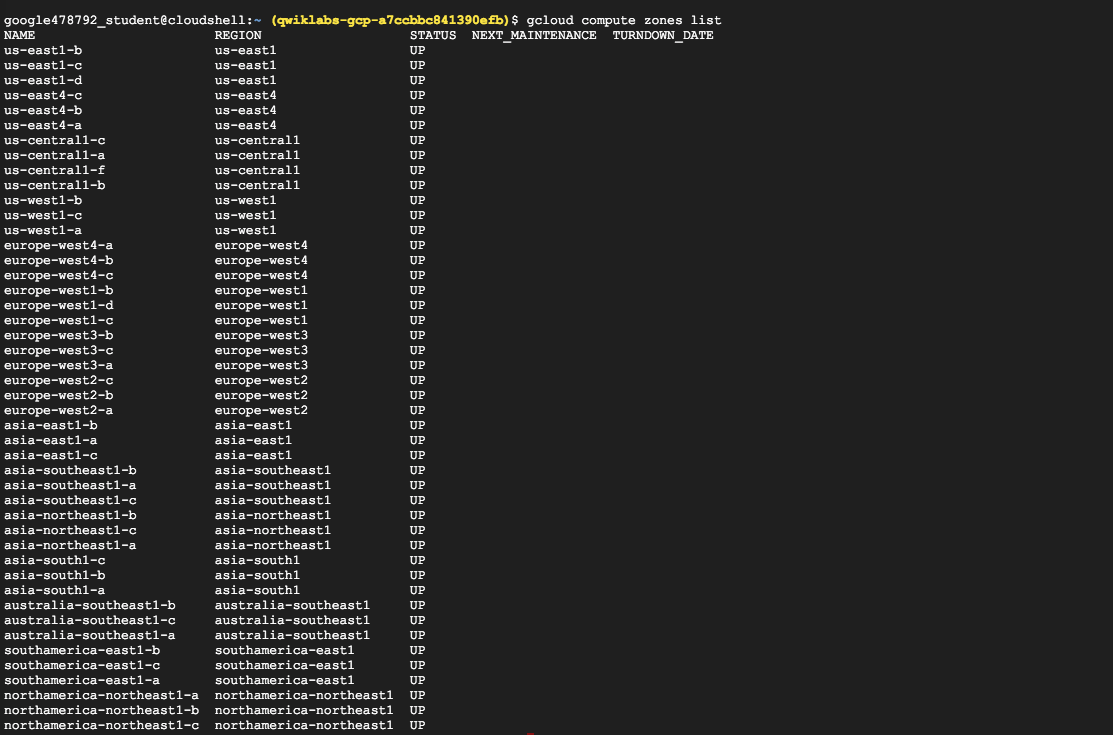 google478792_student@cloudshell:~ (qwiklabs-gcp-a7ccbbc841390efb)$ gcloud compute zones list
NAME REGION STATUS NEXT_MAINTENANCE TURNDOWN_DATE
us-east1-b us-east1 UP
us-east1-c us-east1 UP
us-east1-d us-east1 UP
us-east4-c us-east4 UP
us-east4-b us-east4 UP
us-east4-a us-east4 UP
us-central1-c us-central1 UP
us-central1-a us-central1 UP
us-central1-f us-central1 UP
us-central1-b us-central1 UP
us-west1-b us-west1 UP
us-west1-c us-west1 UP
us-west1-a us-west1 UP
europe-west4-a europe-west4 UP
europe-west4-b europe-west4 UP
europe-west4-c europe-west4 UP
europe-west1-b europe-west1 UP
europe-west1-d europe-west1 UP
europe-west1-c europe-west1 UP
europe-west3-b europe-west3 UP
europe-west3-c europe-west3 UP
europe-west3-a europe-west3 UP
europe-west2-c europe-west2 UP
europe-west2-b europe-west2 UP
europe-west2-a europe-west2 UP
asia-east1-b asia-east1 UP
asia-east1-a asia-east1 UP
asia-east1-c asia-east1 UP
asia-southeast1-b asia-southeast1 UP
asia-southeast1-a asia-southeast1 UP
asia-southeast1-c asia-southeast1 UP
asia-northeast1-b asia-northeast1 UP
asia-northeast1-c asia-northeast1 UP
asia-northeast1-a asia-northeast1 UP
asia-south1-c asia-south1 UP
asia-south1-b asia-south1 UP
asia-south1-a asia-south1 UP
australia-southeast1-b australia-southeast1 UP
australia-southeast1-c australia-southeast1 UP
australia-southeast1-a australia-southeast1 UP
southamerica-east1-b southamerica-east1 UP
southamerica-east1-c southamerica-east1 UP
southamerica-east1-a southamerica-east1 UP
northamerica-northeast1-a northamerica-northeast1 UP
northamerica-northeast1-b northamerica-northeast1 UP
northamerica-northeast1-c northamerica-northeast1 UP